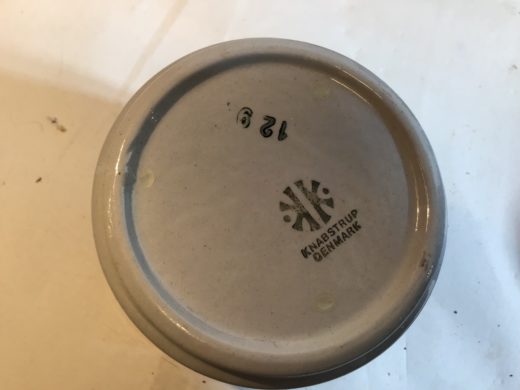 129
KNABSTRUP
DENMARK